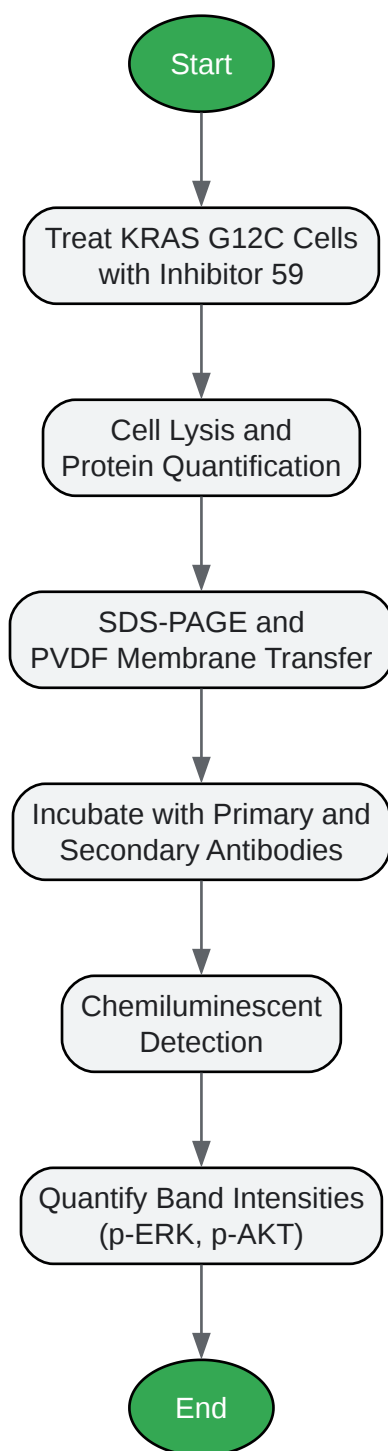 Start
Treat KRAS G12C Cells
with Inhibitor 59
Cell Lysis and
Protein Quantification
SDS-PAGE and
PVDF Membrane Transfer
Incubate with Primary and
Secondary Antibodies
Chemiluminescent
Detection
Quantify Band Intensities
(p-ERK, p-AKT)
End